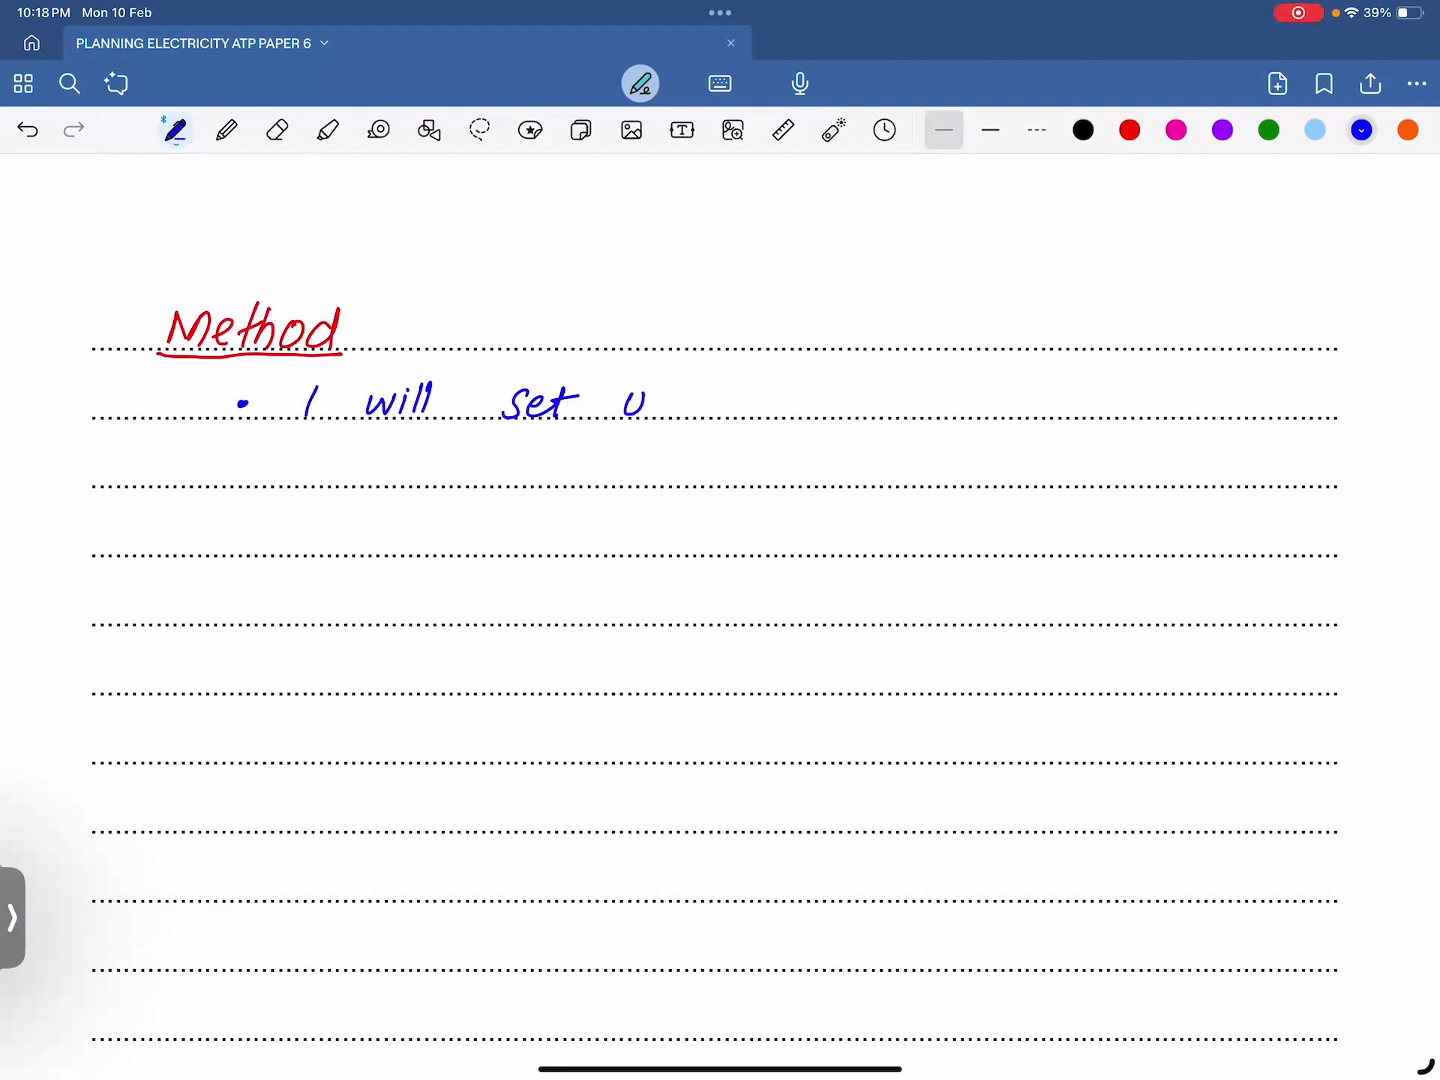 10:18 PM Mon 10 Feb
39%
PLANNING ELECTRICITY ATP PAPER 6
Method
• I will set u